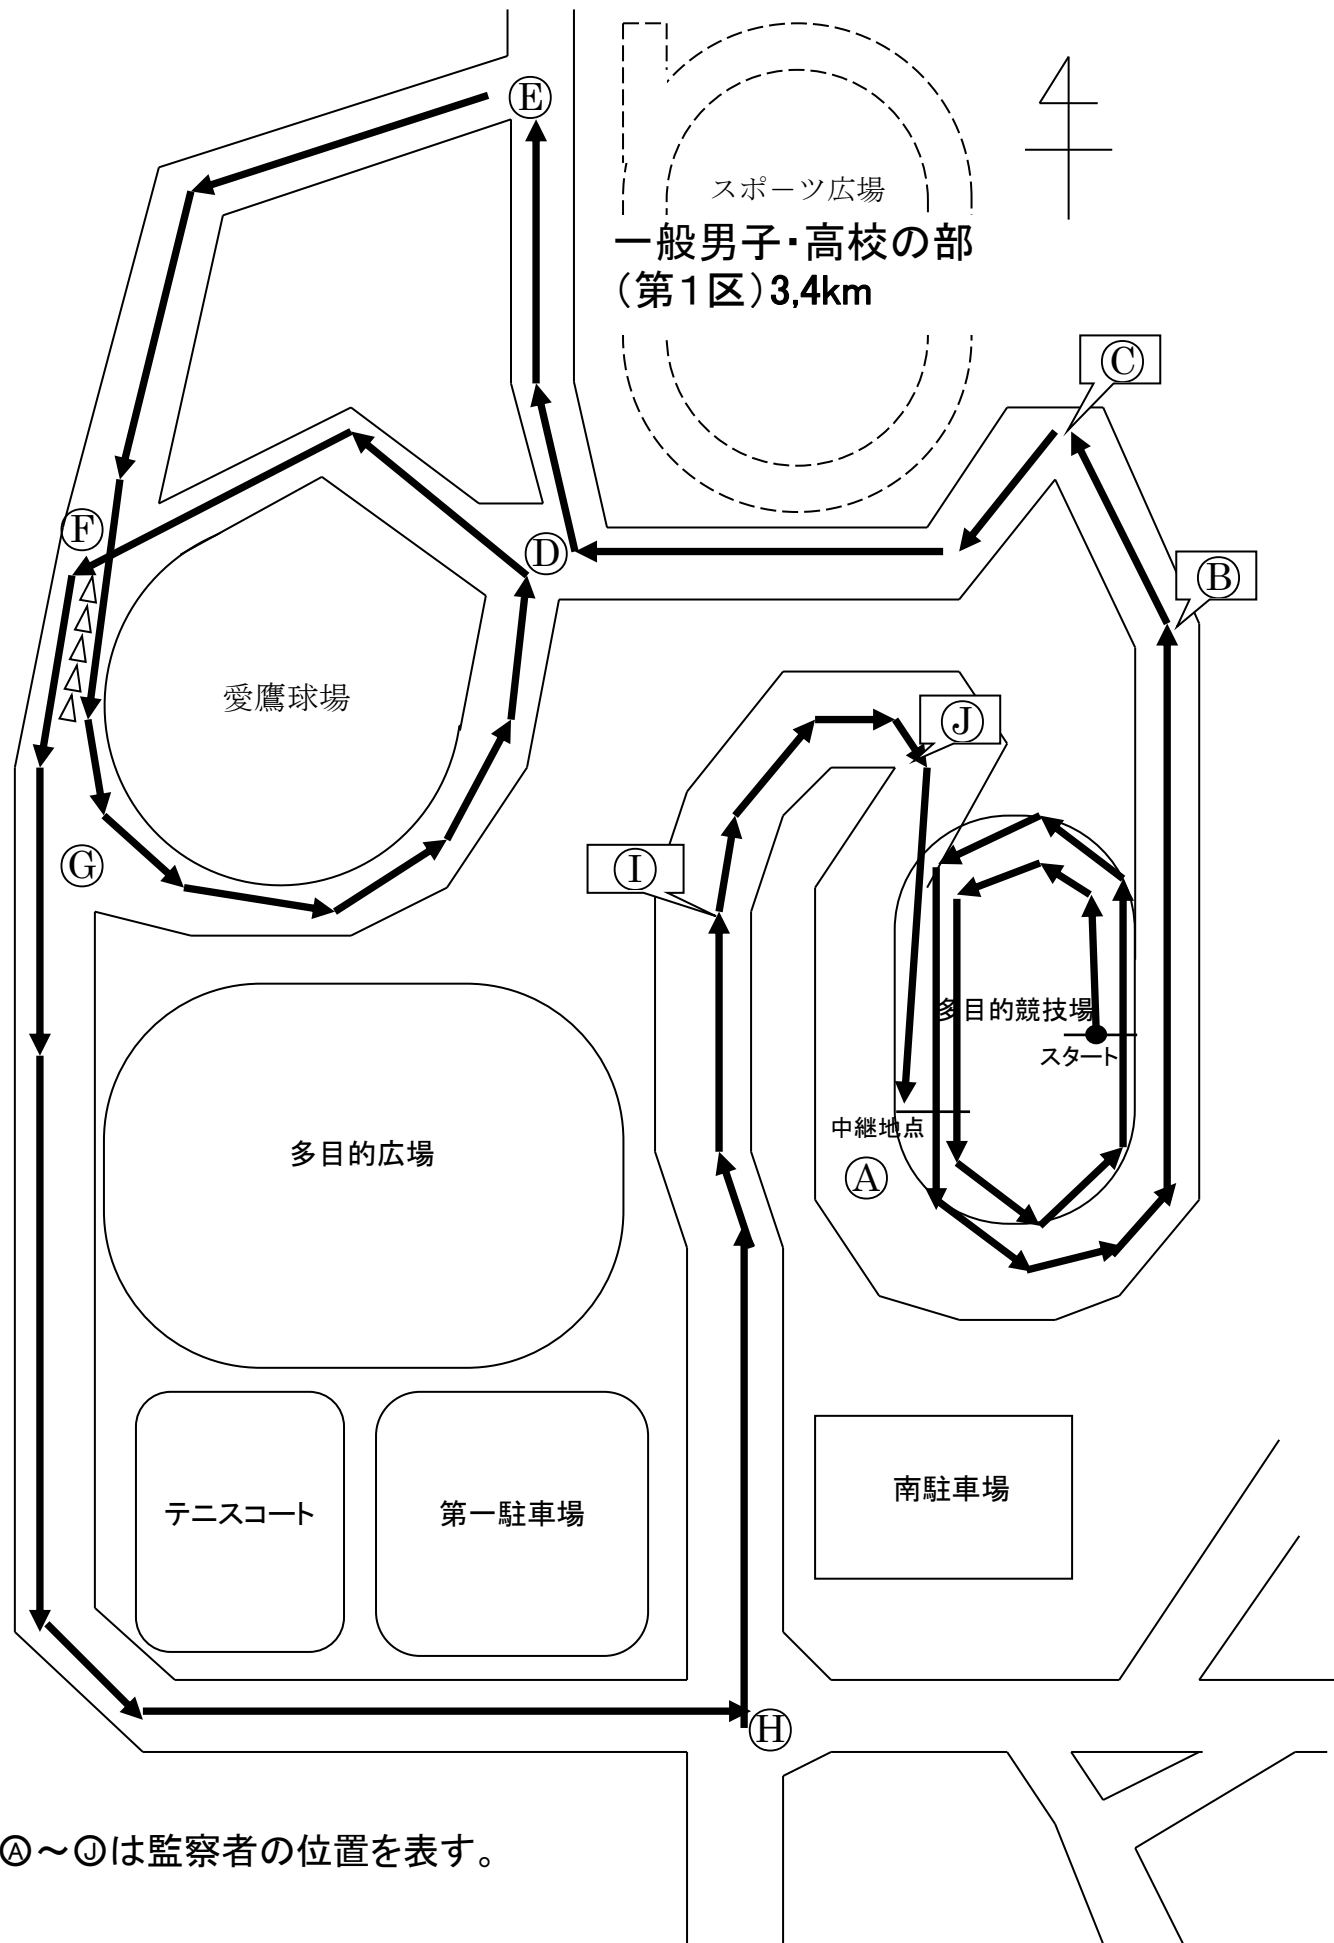 Ⓔ
スポーツ広場
一般男子・高校の部
（第１区）3,4km
Ⓒ
Ⓕ
Ⓓ
Ⓑ
愛鷹球場
Ⓙ
Ⓖ
Ⓘ
多目的競技場
スタート
中継地点
多目的広場
Ⓐ
テニスコート
第一駐車場
南駐車場
Ⓗ
Ⓐ～Ⓙは監察者の位置を表す。